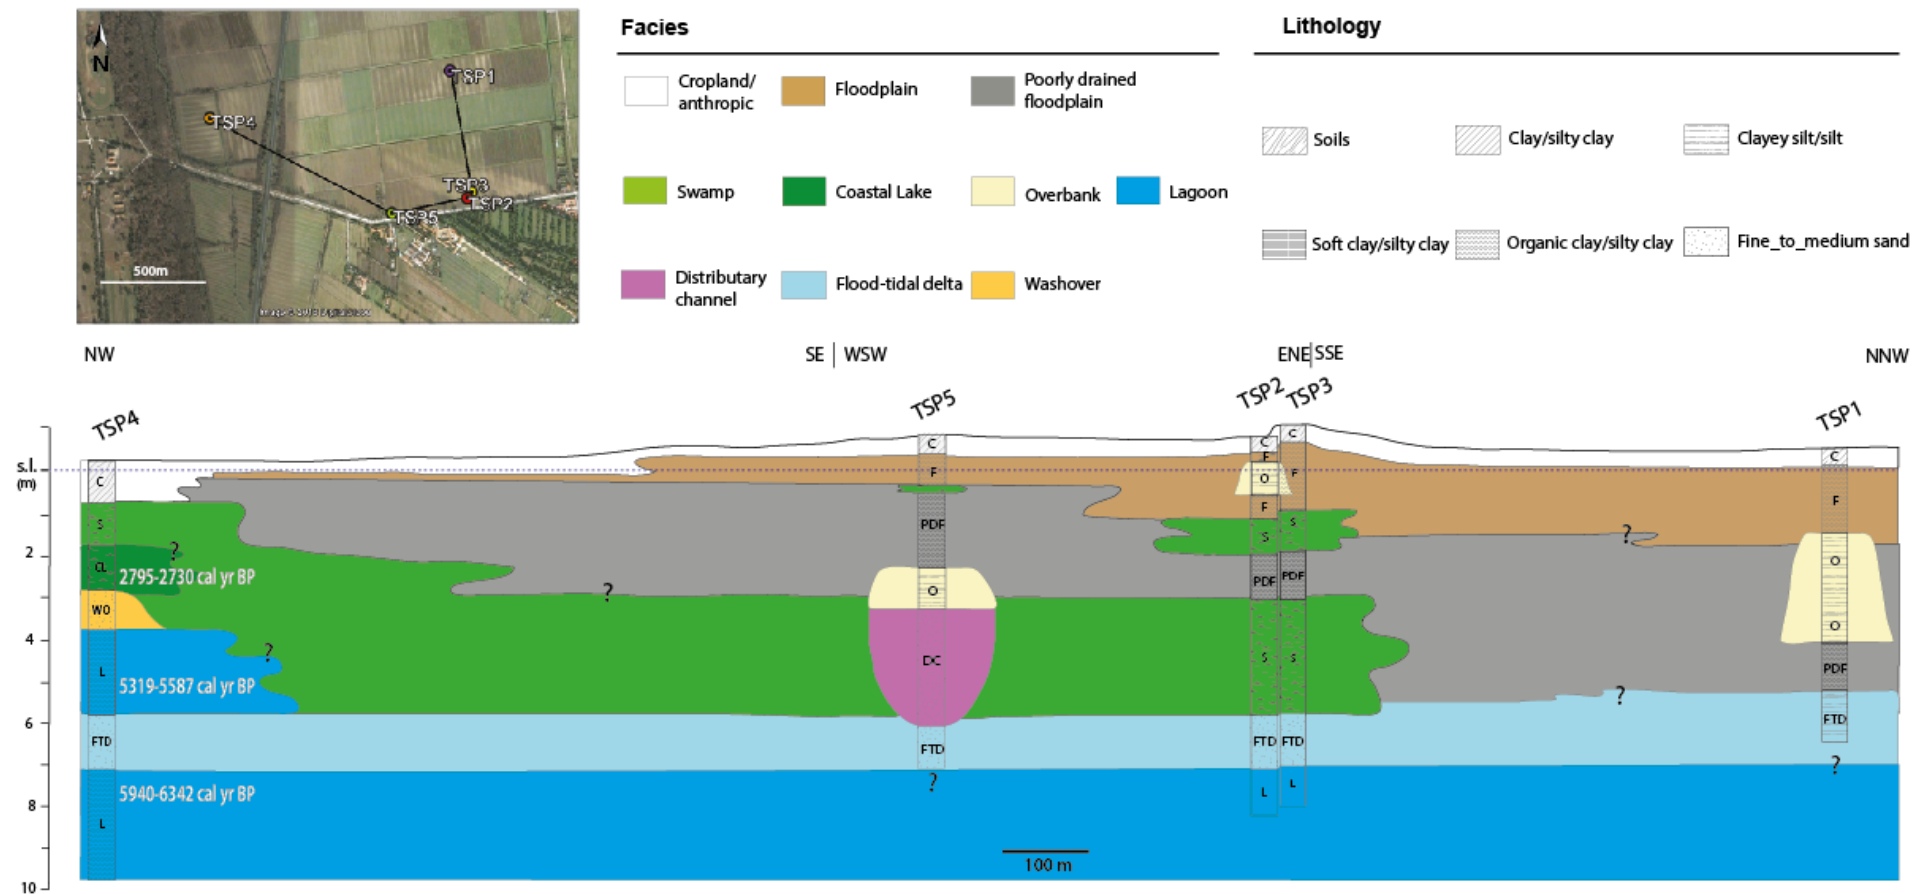 N
TSP1
TSP4
TSP3
TSP2
TSP5
500m
Facies
Cropland/
anthropic
Floodplain
Poorly drained
floodplain
Swamp
Coastal Lake
Overbank
Lagoon
Distributary
channel
Flood-tidal delta
Washover
Lithology
Soils
Clay/silty clay
Clayey silt/silt
Soft clay/silty clay
Organic clay/silty clay
Fine_to_medium sand
NW
SE
WSW
ENE
SSE
NNW
TSP4
TSP5
TSP2
TSP3
TSP1
s.l.
(m)
2
4
6
8
10
C
S
CL
WO
L
FTD
L
?
2795-2730 cal yr BP
?
5319-5587 cal yr BP
5940-6342 cal yr BP
?
C
F
PDF
O
DC
FTD
?
C
F
O
F
S
PDF
S
FTD
L
C
F
S
PDF
S
FTD
L
?
?
C
F
O
O
PDF
FTD
?
100 m